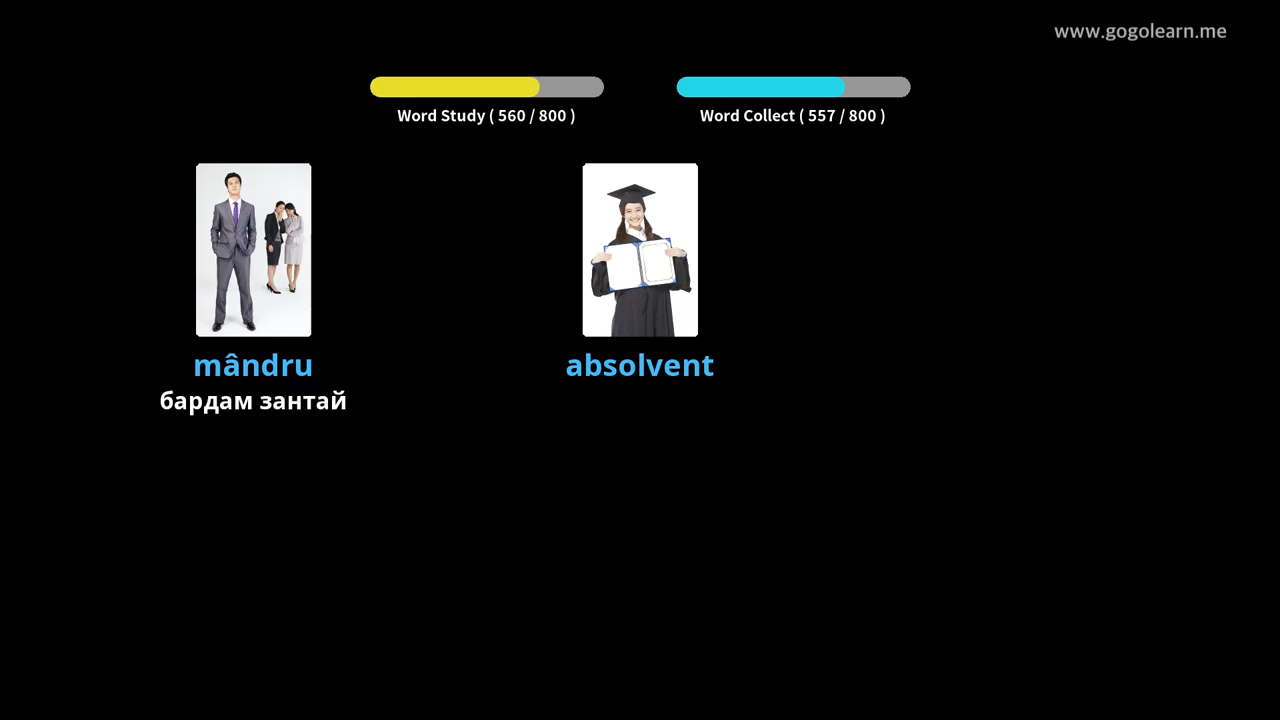 www.gogolearn.me
Word Study ( 560 / 800 )
Word Collect ( 557 / 800 )
mândru
бардам зантай
absolvent